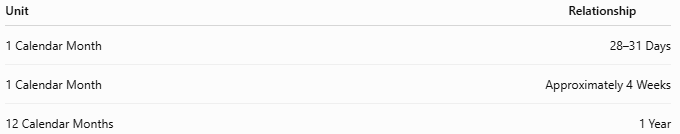 Unit Relationship
1 Calendar Month 28–31 Days
1 Calendar Month Approximately 4 Weeks
12 Calendar Months 1 Year